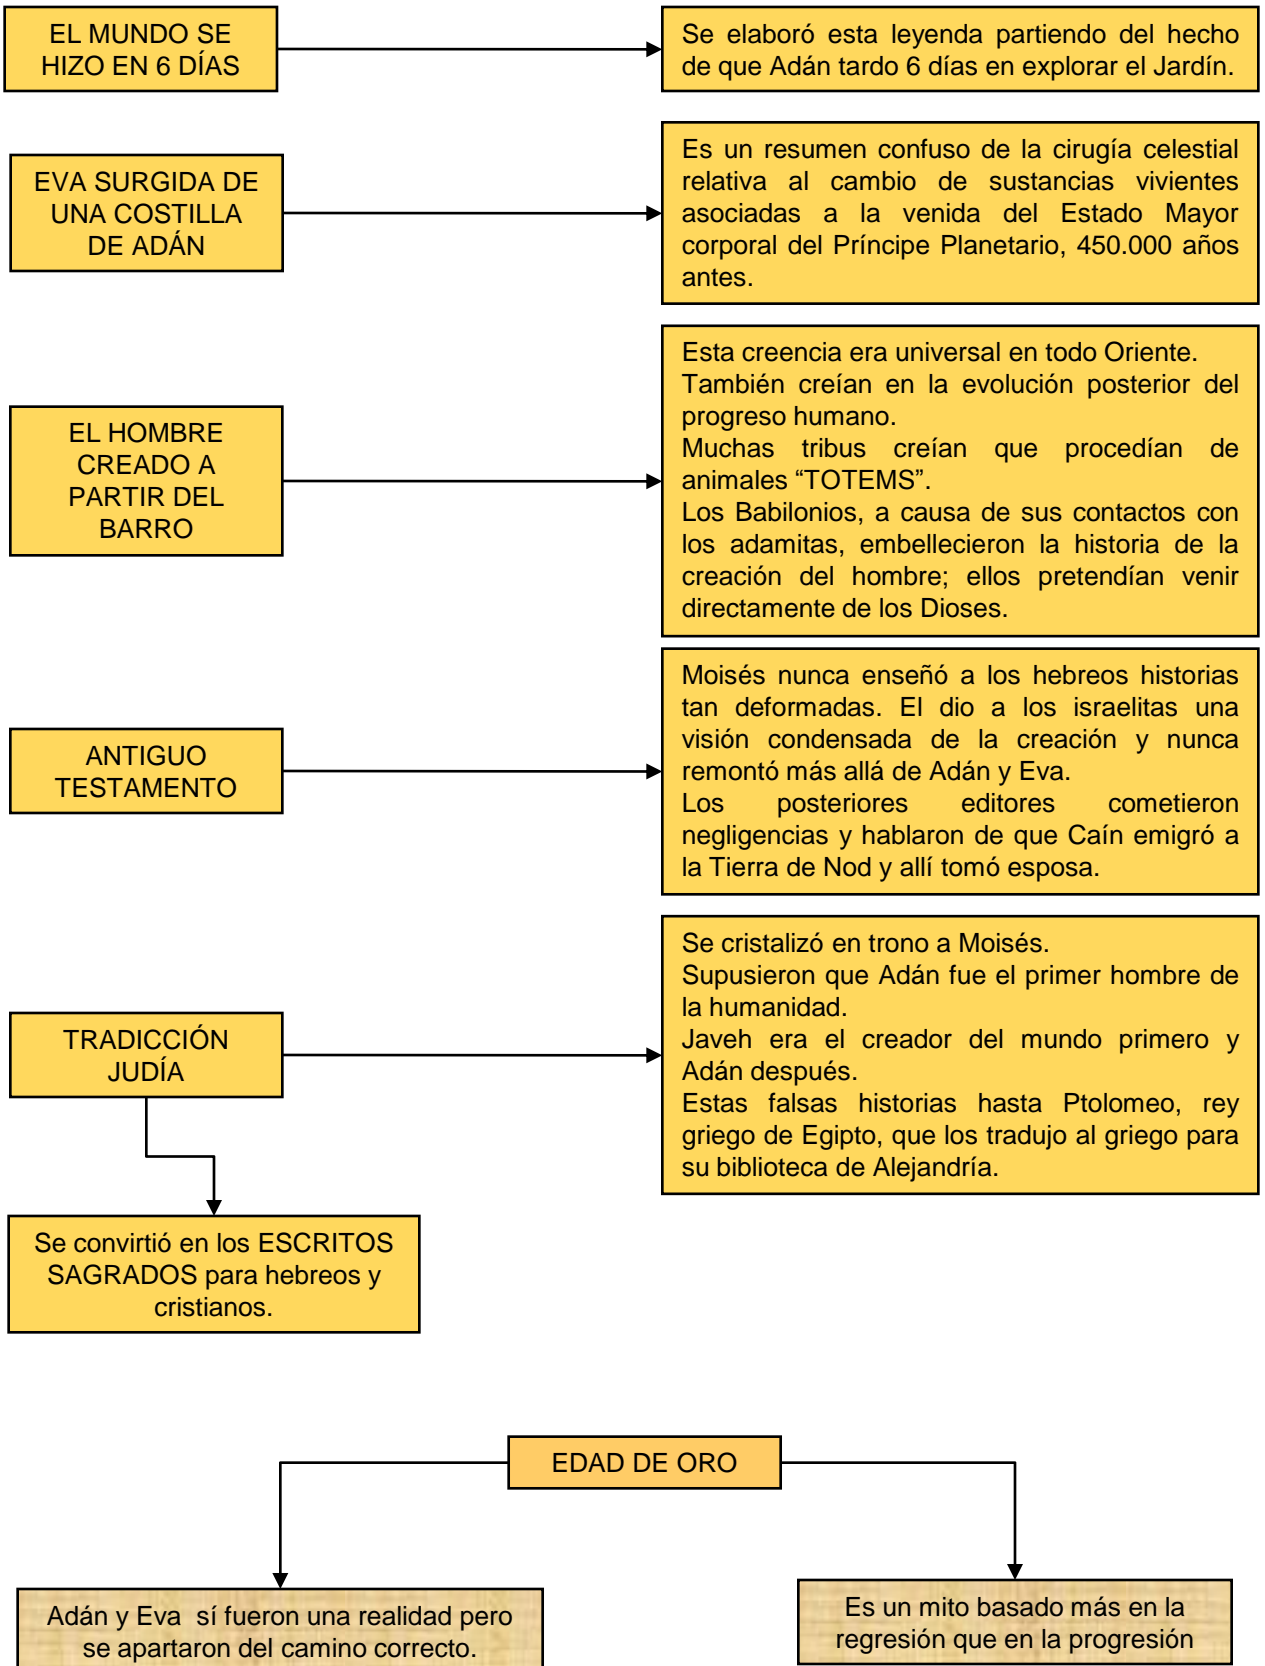 EL MUNDO SE
HIZO EN 6 DÍAS
Se elaboró esta leyenda partiendo del hecho
de que Adán tardo 6 días en explorar el Jardín.
EVA SURGIDA DE
UNA COSTILLA
DE ADÁN
Es un resumen confuso de la cirugía celestial
relativa al cambio de sustancias vivientes
asociadas a la venida del Estado Mayor
corporal del Príncipe Planetario, 450.000 años
antes.
EL HOMBRE
CREADO A
PARTIR DEL
BARRO
Esta creencia era universal en todo Oriente.
También creían en la evolución posterior del
progreso humano.
Muchas tribus creían que procedían de
animales “TOTEMS”.
Los Babilonios, a causa de sus contactos con
los adamitas, embellecieron la historia de la
creación del hombre; ellos pretendían venir
directamente de los Dioses.
ANTIGUO
TESTAMENTO
Moisés nunca enseñó a los hebreos historias
tan deformadas. El dio a los israelitas una
visión condensada de la creación y nunca
remontó más allá de Adán y Eva.
Los posteriores editores cometieron
negligencias y hablaron de que Caín emigró a
la Tierra de Nod y allí tomó esposa.
TRADICCIÓN
JUDÍA
Se cristalizó en trono a Moisés.
Supusieron que Adán fue el primer hombre de
la humanidad.
Javeh era el creador del mundo primero y
Adán después.
Estas falsas historias hasta Ptolomeo, rey
griego de Egipto, que los tradujo al griego para
su biblioteca de Alejandría.
Se convirtió en los ESCRITOS
SAGRADOS para hebreos y
cristianos.
EDAD DE ORO
Adán y Eva sí fueron una realidad pero
se apartaron del camino correcto.
Es un mito basado más en la
regresión que en la progresión